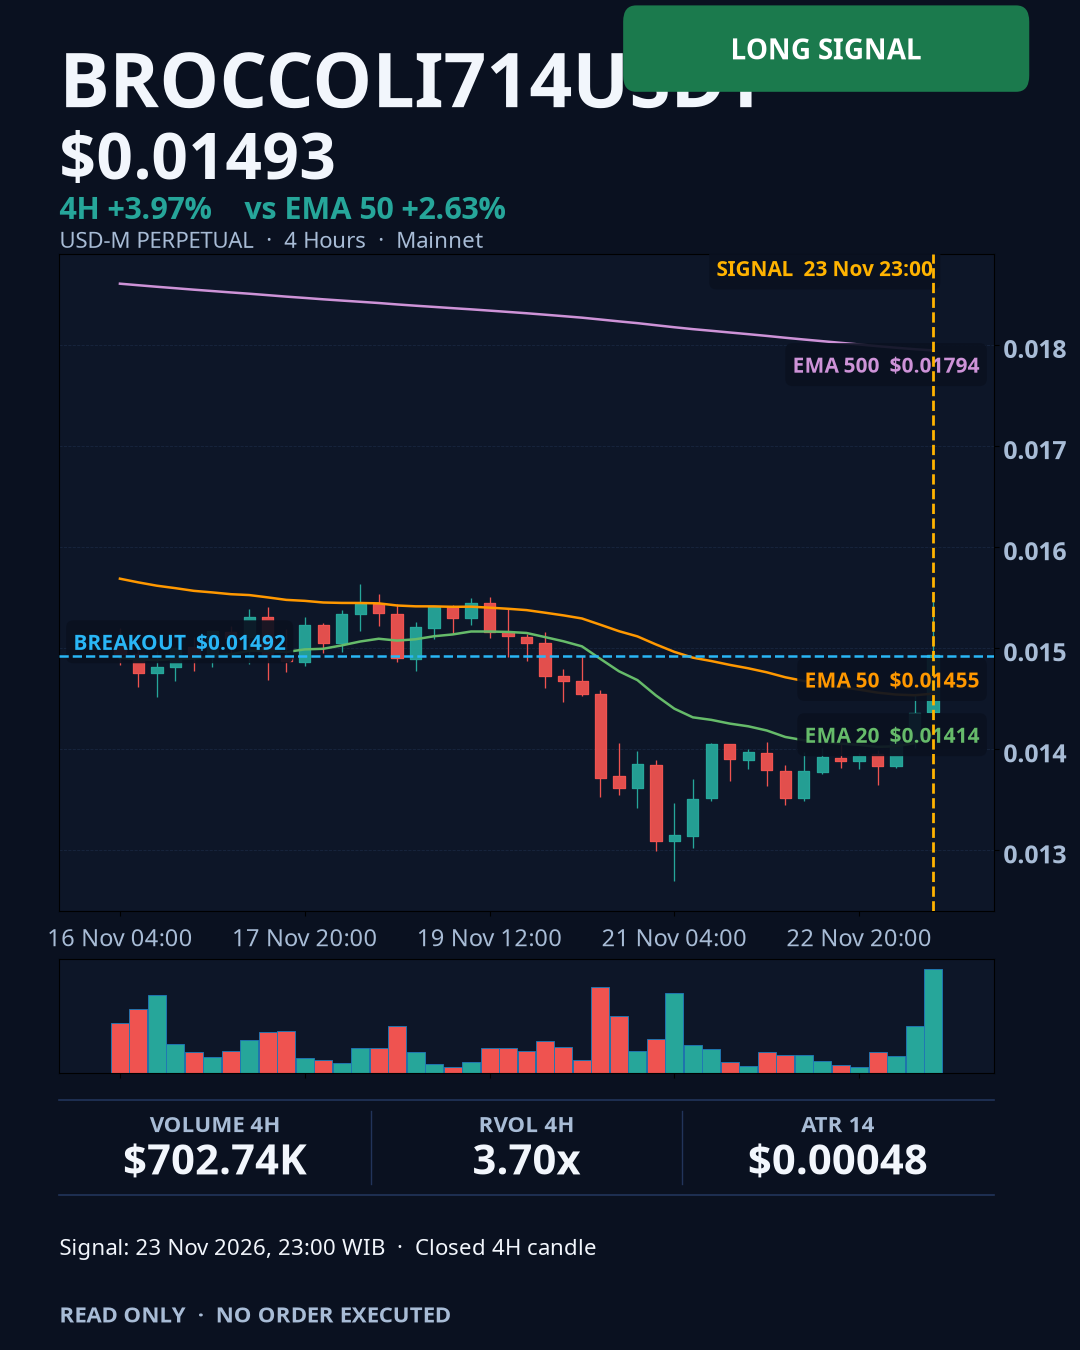 LONG SIGNAL
BROCCOLI714USDT
$0.01493
4H +3.97% vs EMA 50 +2.63%
USD-M PERPETUAL · 4 Hours · Mainnet
SIGNAL 23 Nov 23:00
0.018
EMA 500 $0.01794
0.017
0.016
BREAKOUT $0.01492
0.015
EMA 50 $0.01455
EMA 20 $0.01414
0.014
0.013
16 Nov 04:00 17 Nov 20:00 19 Nov 12:00 21 Nov 04:00 22 Nov 20:00
VOLUME 4H RVOL 4H ATR 14
$702.74K 3.70x $0.00048
Signal: 23 Nov 2026, 23:00 WIB · Closed 4H candle
READ ONLY · NO ORDER EXECUTED